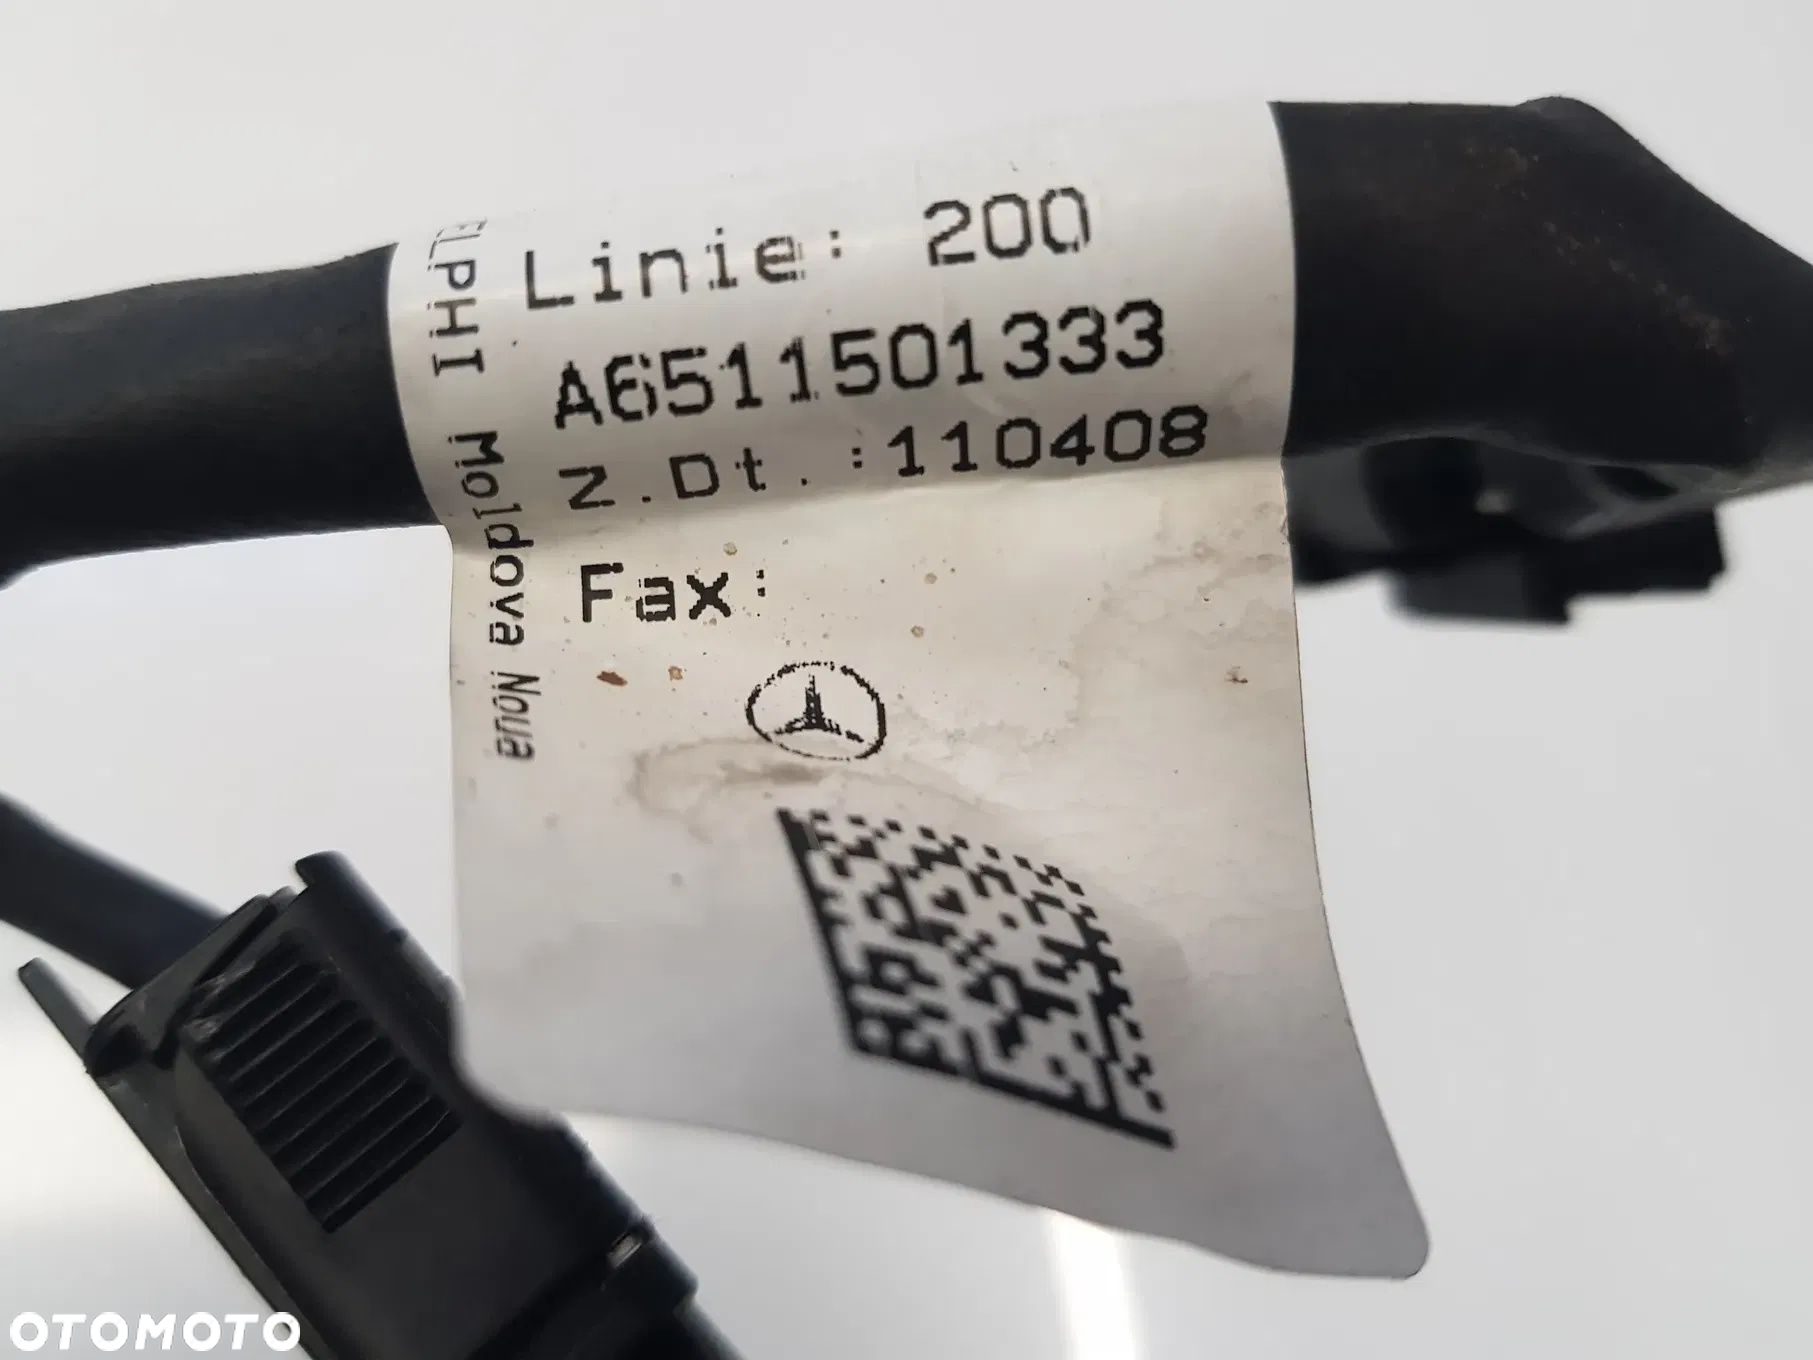 Linie: 200
A6511501333
Z.Dt. :110408
Fax:
ELPHI Moldova Noua
OTOMOTO